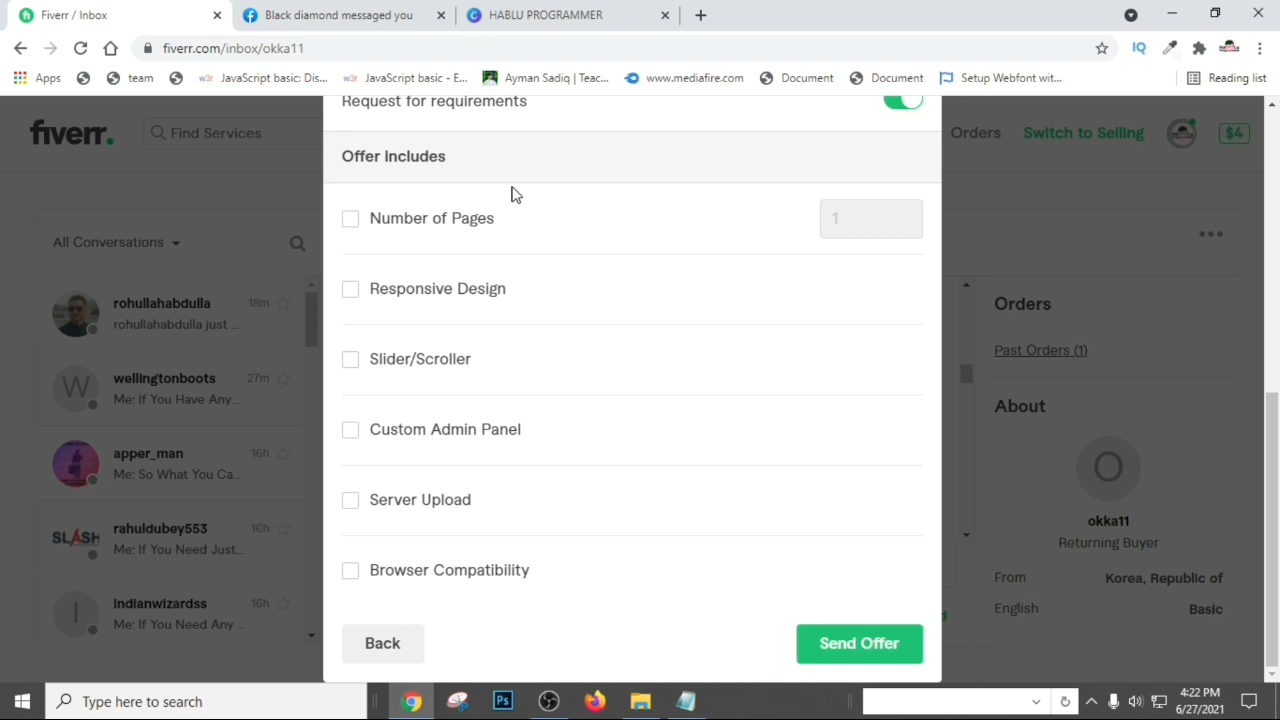 Fiverr / Inbox
Black diamond messaged you
HABLU PROGRAMMER
fiverr.com/inbox/okka11
IQ
Apps
team
JavaScript basic: Dis...
JavaScript basic - E...
Ayman Sadiq | Teac...
www.mediafire.com
Document
Document
Setup Webfont wit...
Reading list
Request for requirements
fiverr.
Find Services
Orders
Switch to Selling
$4
Offer includes
All Conversations
Number of Pages
1
rohullahabdulla
18m
rohullahabdulla just ...
Responsive Design
Orders
Past Orders (1)
wellingtonboots
27m
W
Me: If You Have Any...
Slider/Scroller
About
apper_man
16h
Me: So What You Ca...
Custom Admin Panel
O
okka11
Returning Buyer
rahuldubey553
16h
SLASH
Me: If You Need Just...
Server Upload
From
Korea, Republic of
English
Basic
indianwizardss
16h
I
Me: If You Need Any ...
Browser Compatibility
Back
Send Offer
Type here to search
Ps
4:22 PM
6/27/2021